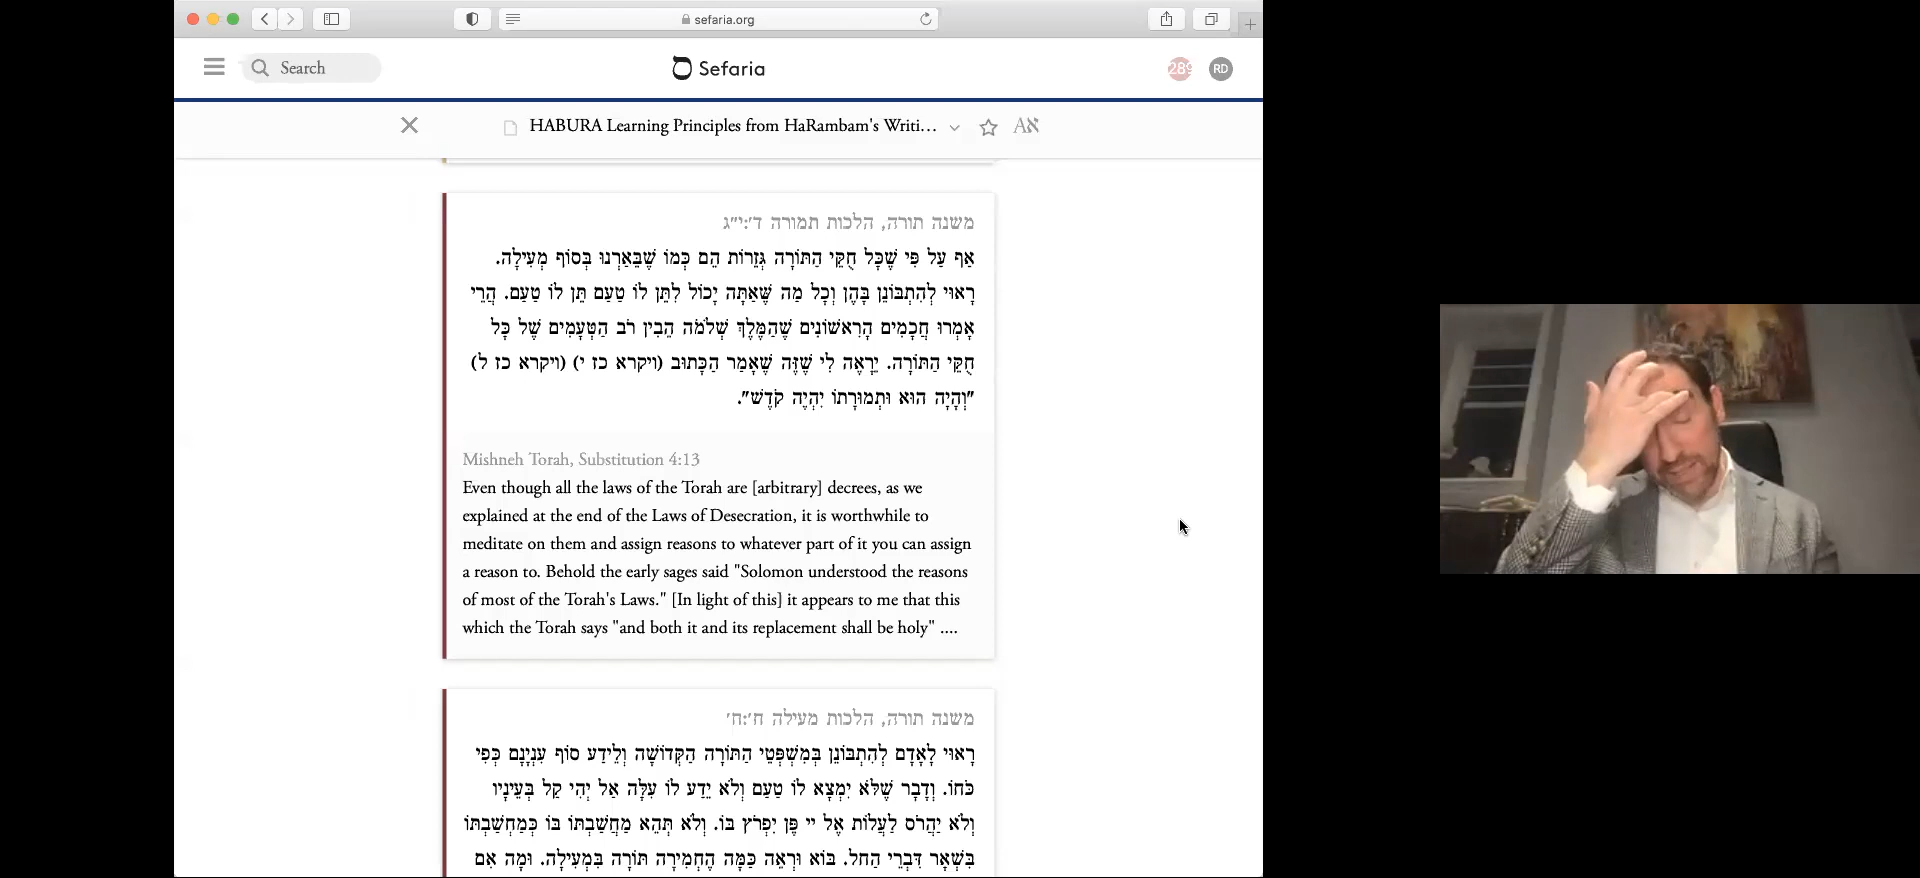 sefaria.org
Search
Sefaria
289
RD
HABURA Learning Principles from HaRambam's Writi...
Aא
משנה תורה, הלכות תמורה ד׳:י״ג
אַף עַל פִּי שֶׁכָּל חֻקֵּי הַתּוֹרָה גְּזֵרוֹת הֵם כְּמוֹ שֶׁבֵּאַרְנוּ בְּסוֹף מְעִילָה.
רָאוּי לְהִתְבּוֹנֵן בָּהֶן וְכָל מַה שֶּׁאַתָּה יָכוֹל לִתֵּן לוֹ טַעַם תֵּן לוֹ טַעַם. הֲרֵי
אָמְרוּ חֲכָמִים הָרִאשׁוֹנִים שֶׁהַמֶּלֶךְ שְׁלֹמֹה הֵבִין רֹב הַטְּעָמִים שֶׁל כָּל
חֻקֵּי הַתּוֹרָה. יֵרָאֶה לִי שֶׁזֶּה שֶׁאָמַר הַכָּתוּב (ויקרא כז י) (ויקרא כז ל)
"וְהָיָה הוּא וּתְמוּרָתוֹ יִהְיֶה קֹדֶשׁ".
Mishneh Torah, Substitution 4:13
Even though all the laws of the Torah are [arbitrary] decrees, as we
explained at the end of the Laws of Desecration, it is worthwhile to
meditate on them and assign reasons to whatever part of it you can assign
a reason to. Behold the early sages said "Solomon understood the reasons
of most of the Torah's Laws." [In light of this] it appears to me that this
which the Torah says "and both it and its replacement shall be holy" ....
משנה תורה, הלכות מעילה ח׳:ח׳
רָאוּי לָאָדָם לְהִתְבּוֹנֵן בְּמִשְׁפְּטֵי הַתּוֹרָה הַקְּדוֹשָׁה וְלֵידַע סוֹף עִנְיָנָם כְּפִי
כֹּחוֹ. וְדָבָר שֶׁלֹּא יִמְצָא לוֹ טַעַם וְלֹא יֵדַע לוֹ עִלָּה אַל יְהִי קַל בְּעֵינָיו
וְלֹא יַהֲרֹס לַעֲלוֹת אֶל יי פֶּן יִפְרֹץ בּוֹ. וְלֹא תְּהֵא מַחֲשַׁבְתּוֹ בּוֹ כְּמַחְשַׁבְתּוֹ
בִּשְׁאָר דִּבְרֵי הַחל. בּוֹא וּרְאֵה כַּמָּה הֶחְמִירָה תּוֹרָה בִּמְעִילָה. וּמָה אִם